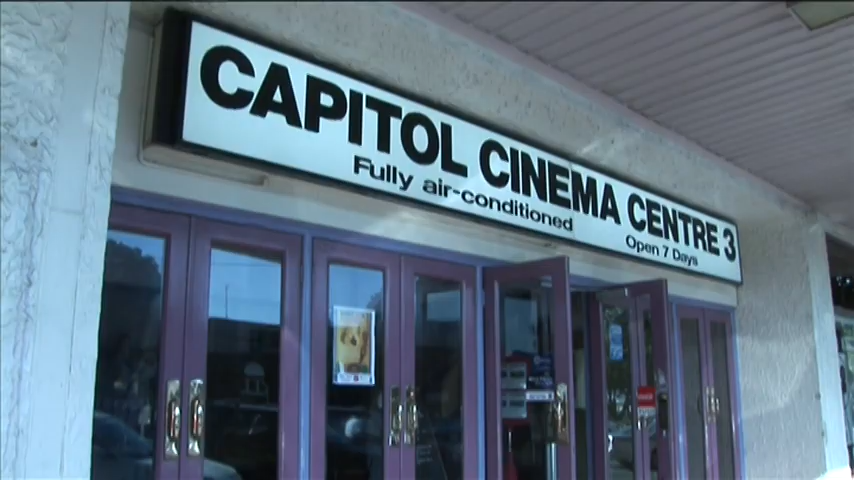 CAPITOL CINEMA CENTRE 3
Fully air-conditioned
Open 7 Days